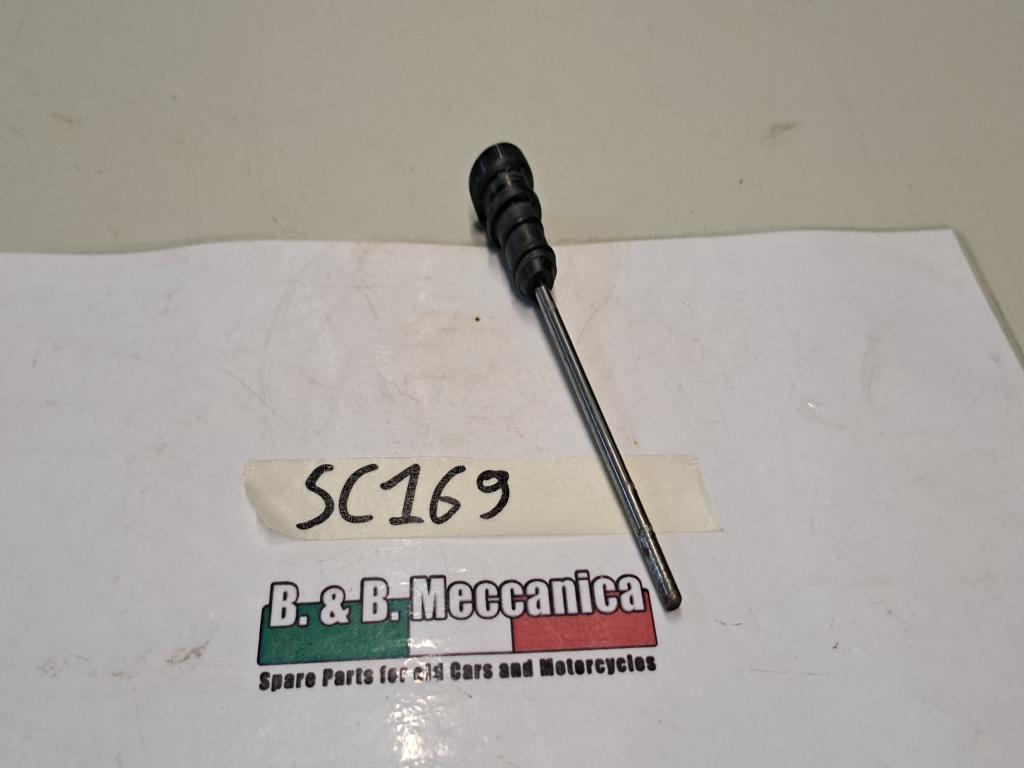 SC169
B. & B. Meccanica
Spare Parts for old Cars and Motorcycles